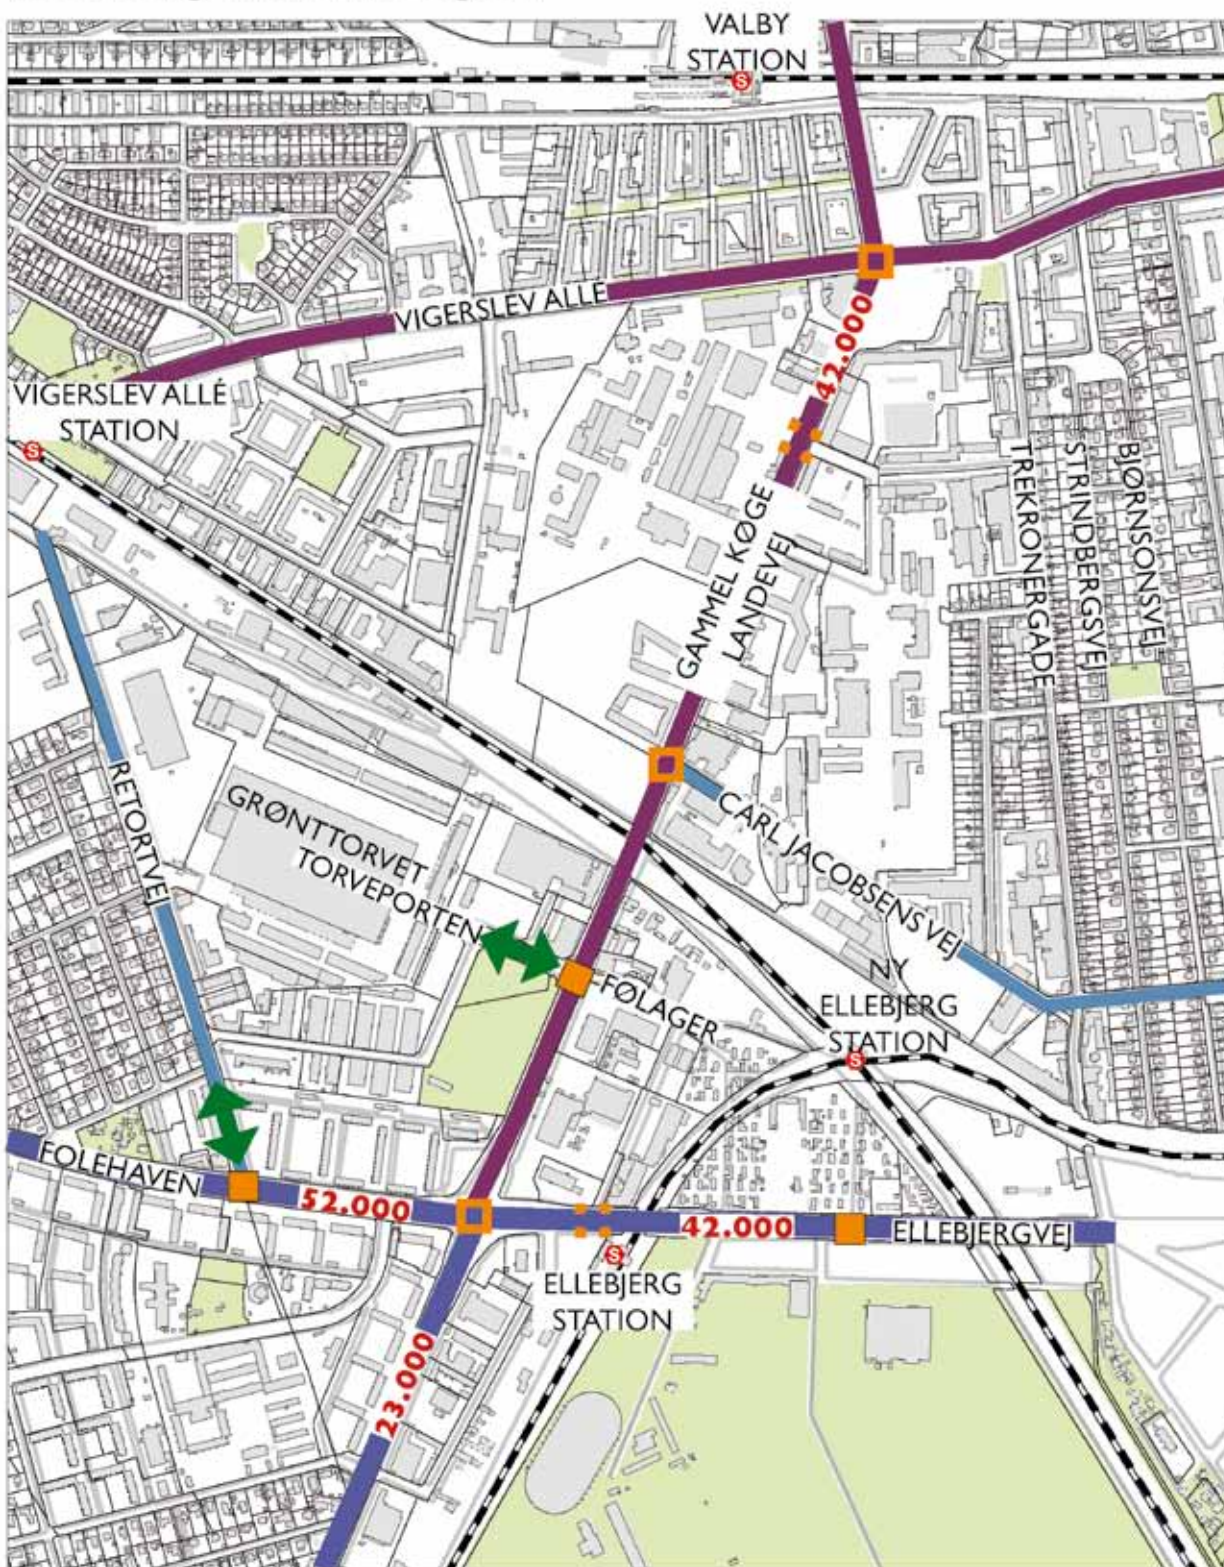 VALBY
STATION
VIGERSLEV ALLÉ
42.000
VIGERSLEV ALLÉ
STATION
GAMMEL KØGE
LANDEVEJ
TREKRONERGADE
STRINDBERGSVEJ
BJØRNSONSVEJ
RETORTVEJ
GRØNTTORVET
TORVEPORTEN
CARL JACOBSENS VEJ
FØLAGER
NY
ELLEBJERG
STATION
FOLEHAVEN
52.000
42.000
ELLEBJERGVEJ
ELLEBJERG
STATION
23.000
S
S
S
S